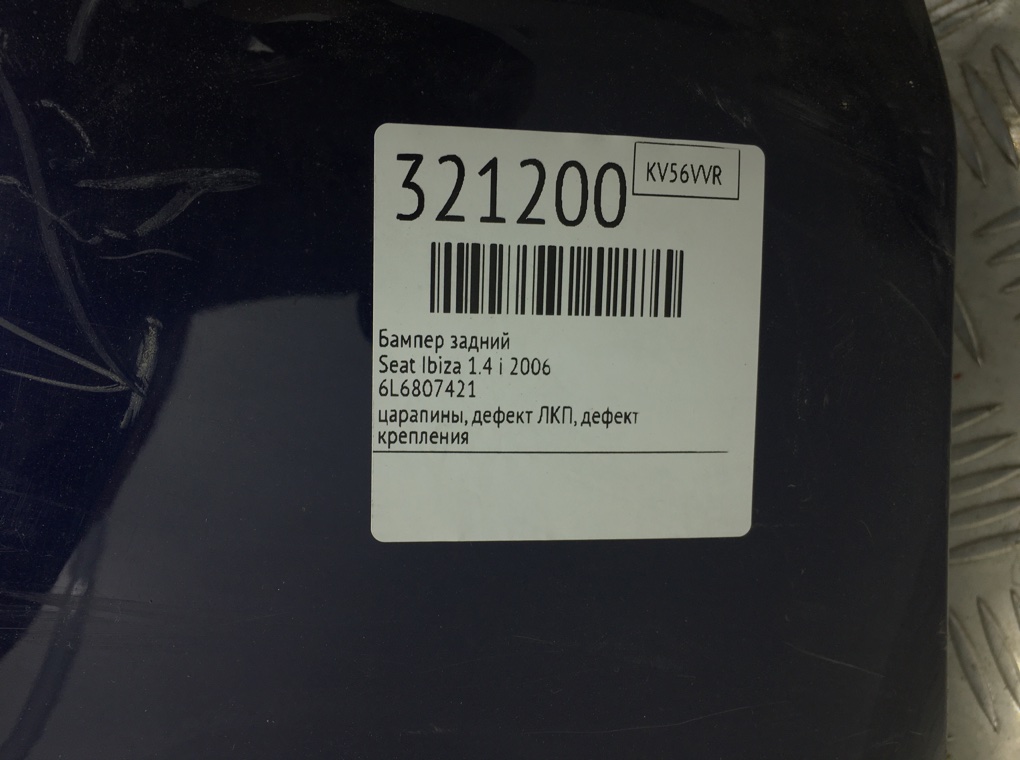 321200
KV56VVR
Бампер задний
Seat Ibiza 1.4 i 2006
6L6807421
царапины, дефект ЛКП, дефект
крепления